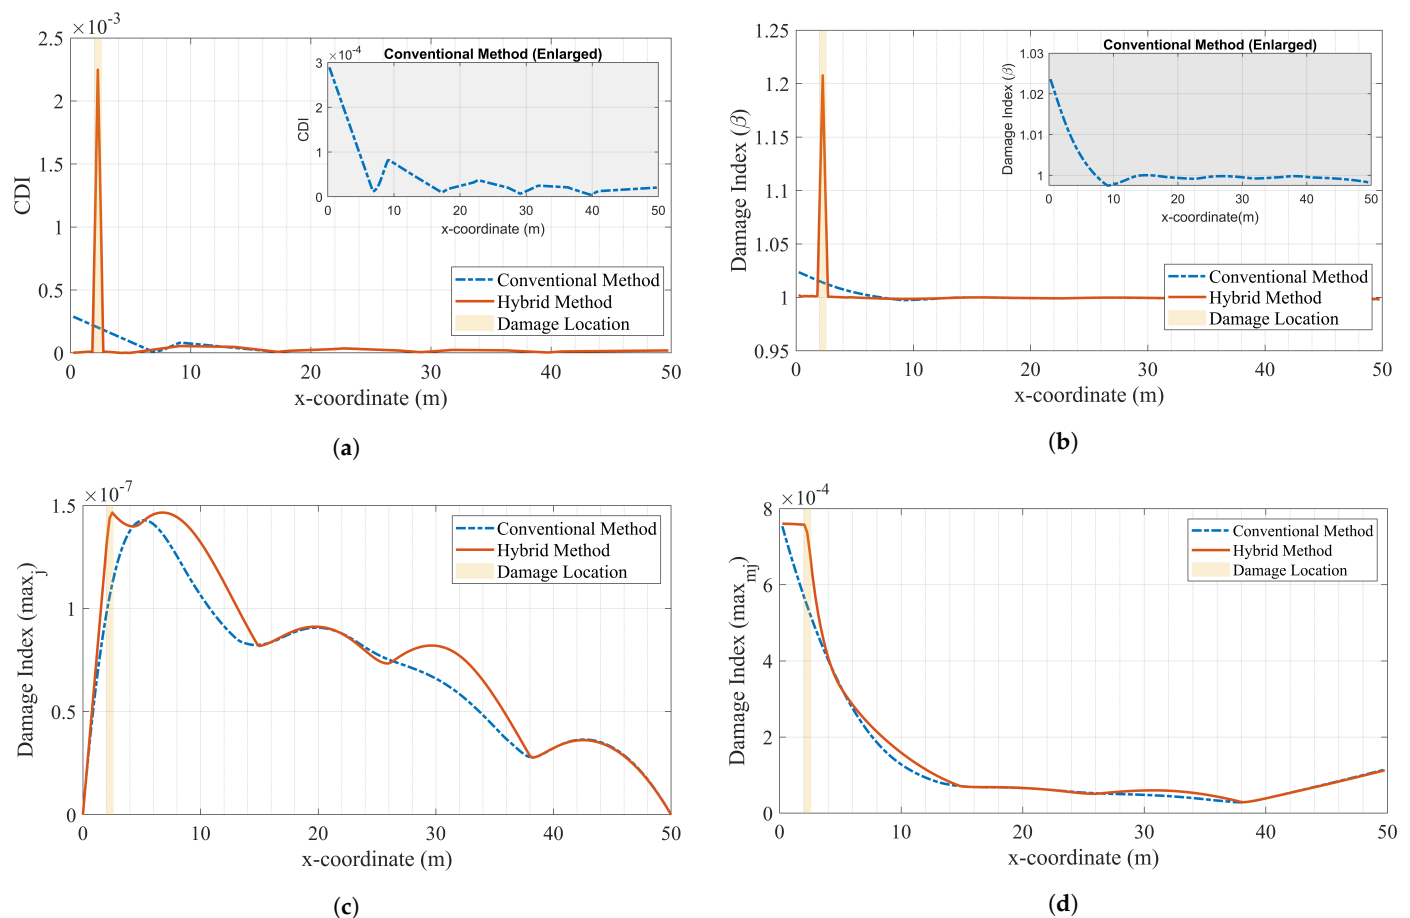 ×10-3
2.5
2
1.5
1
0.5
0
CDI
0 10 20 30 40 50
x-coordinate (m)
Conventional Method (Enlarged)
×10-4
3
2
1
0
CDI
0 10 20 30 40 50
x-coordinate (m)
Conventional Method
Hybrid Method
Damage Location
(a)
1.25
1.2
1.15
1.1
1.05
1
0.95
Damage Index (β)
0 10 20 30 40 50
x-coordinate (m)
Conventional Method (Enlarged)
1.03
1.02
1.01
1
Damage Index (β)
0 10 20 30 40 50
x-coordinate(m)
Conventional Method
Hybrid Method
Damage Location
(b)
×10-7
1.5
1
0.5
0
Damage Index (maxj)
0 10 20 30 40 50
x-coordinate (m)
Conventional Method
Hybrid Method
Damage Location
(c)
×10-4
8
6
4
2
0
Damage Index (maxmj)
0 10 20 30 40 50
x-coordinate (m)
Conventional Method
Hybrid Method
Damage Location
(d)